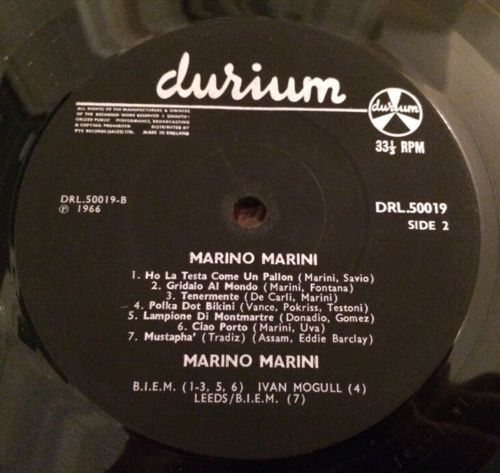 durium
ALL RIGHTS OF THE MANUFACTURERS & OWNERS
OF THE RECORDED WORK RESERVED : UNAUTH-
ORIZED PUBLIC PERFORMANCE, BROADCASTING
& COPYING PROHIBITED DISTRIBUTED BY
PYE RECORDS (SALES) LTD. MADE IN ENGLAND
durium
33⅓ RPM
DRL.50019-B
℗ 1966
DRL.50019
SIDE 2
MARINO MARINI
1. Ho La Testa Come Un Pallon (Marini, Savio)
2. Gridalo Al Mondo (Marini, Fontana)
3. Tenermente (De Carli, Marini)
4. Polka Dot Bikini (Vance, Pokriss, Testoni)
5. Lampione Di Montmartre (Donadio, Gomez)
6. Ciao Porto (Marini, Uva)
7. Mustapha' (Tradiz) (Assam, Eddie Barclay)
MARINO MARINI
B.I.E.M. (1-3, 5, 6) IVAN MOGULL (4)
LEEDS/B.I.E.M. (7)